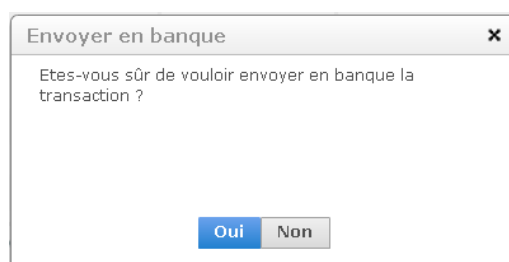 Envoyer en banque
Etes-vous sûr de vouloir envoyer en banque la
transaction ?
Oui Non